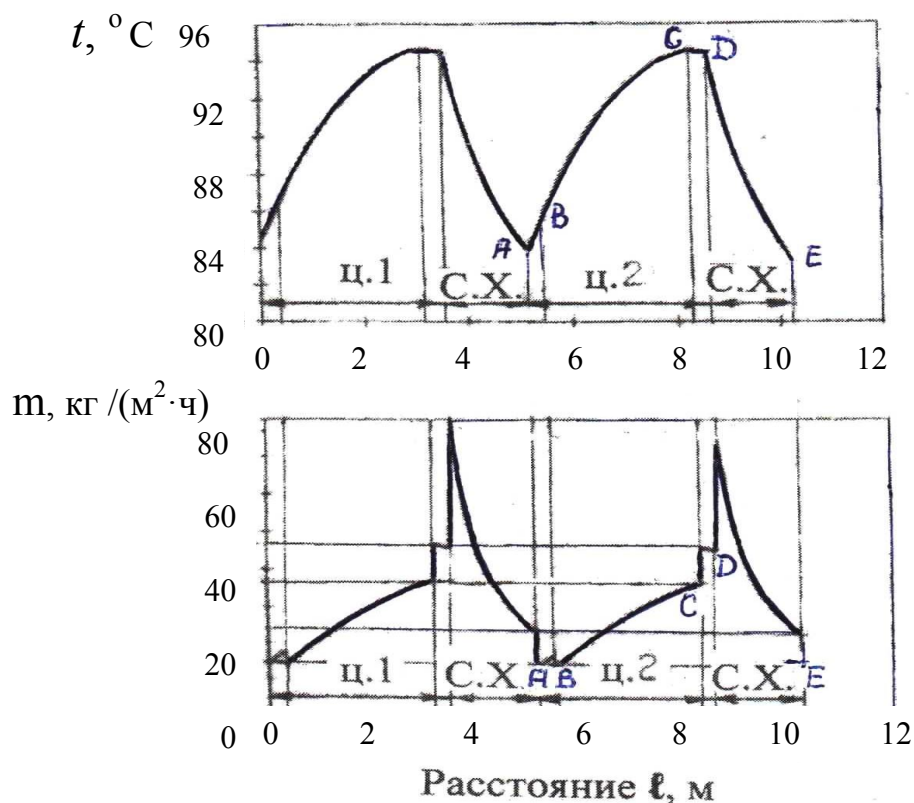 t, °C 96
92
88
84
80
C D
A B E
ц.1 С.Х. ц.2 С.Х.
0 2 4 6 8 10 12
m, кг /(м²·ч)
80
60
40
20
0
C D
ц.1 С.Х. A B ц.2 С.Х. E
0 2 4 6 8 10 12
Расстояние ℓ, м